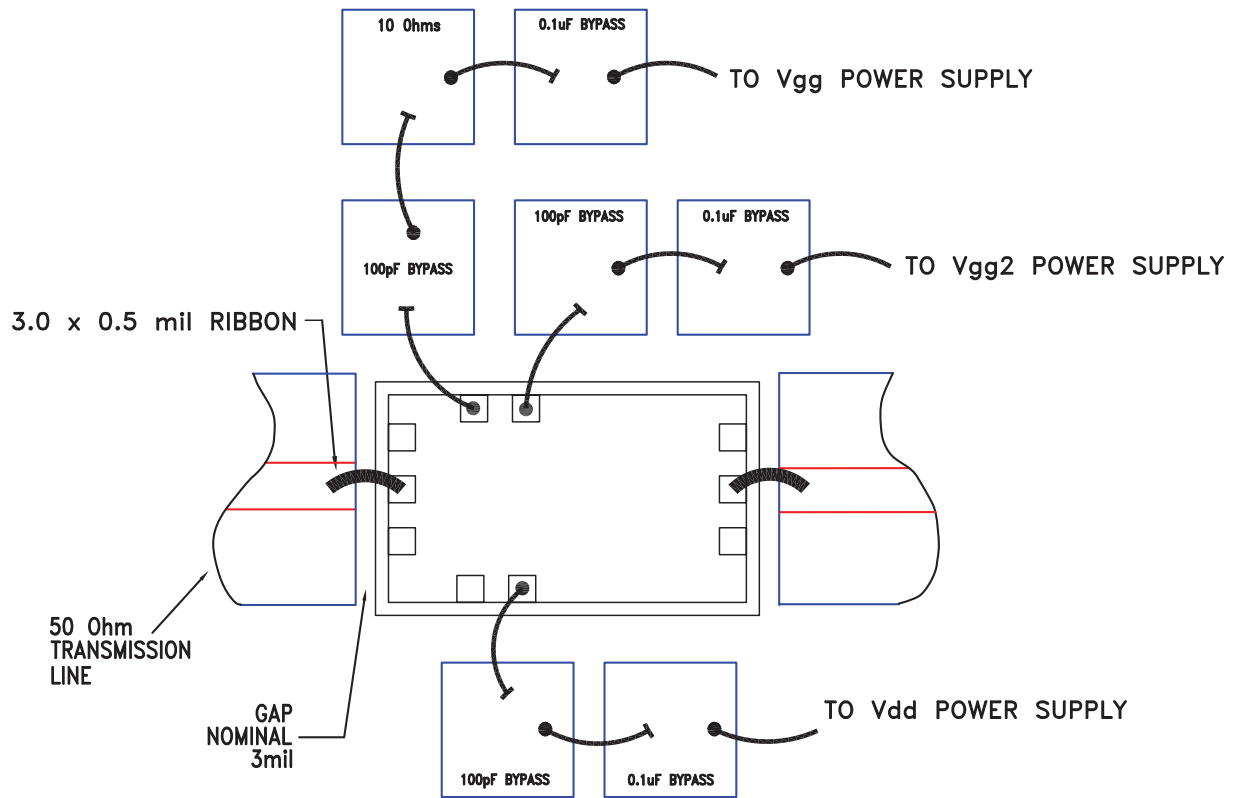 10 Ohms
0.1uF BYPASS
TO Vgg POWER SUPPLY
100pF BYPASS
0.1uF BYPASS
TO Vgg2 POWER SUPPLY
100pF BYPASS
3.0 x 0.5 mil RIBBON
50 Ohm
TRANSMISSION
LINE
GAP
NOMINAL
3mil
TO Vdd POWER SUPPLY
100pF BYPASS
0.1uF BYPASS